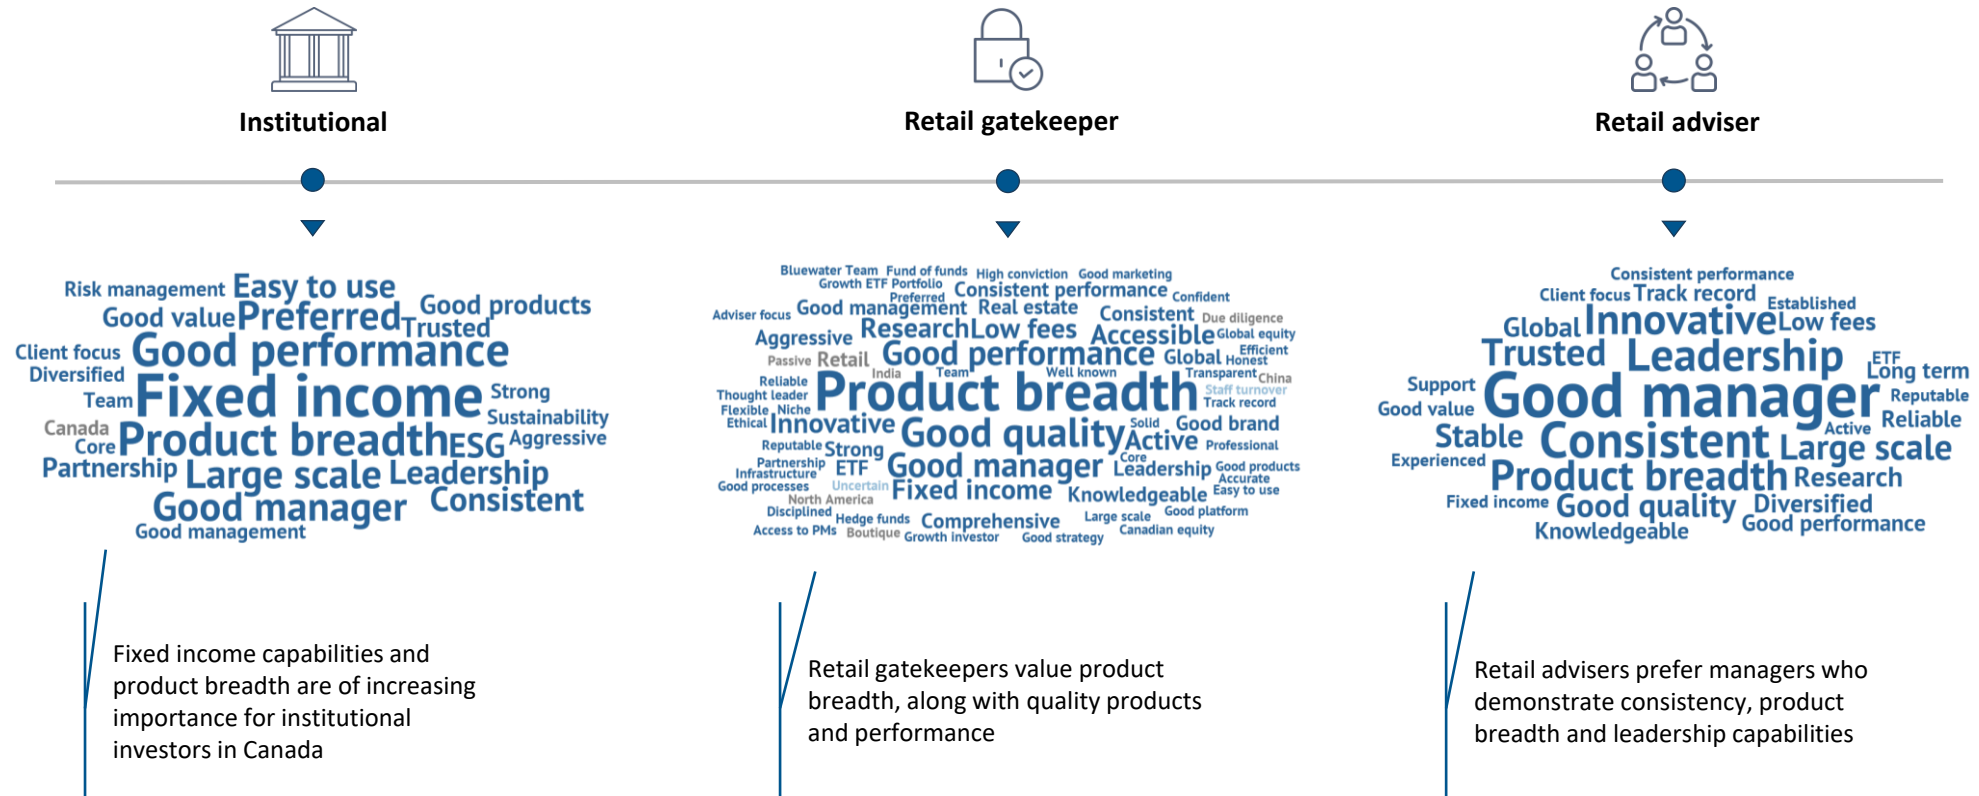 Institutional
Retail gatekeeper
Retail adviser
Risk management Easy to use
Good products
Good value Preferred Trusted
Client focus Good performance
Diversified
Team Fixed income Strong
Sustainability
Canada
Core Product breadth ESG Aggressive
Partnership Large scale Leadership
Good manager Consistent
Good management
Bluewater Team Fund of funds High conviction Good marketing
Growth ETF Portfolio
Preferred Consistent performance Confident
Adviser focus Good management Real estate Consistent Due diligence
Aggressive Research Low fees Accessible Global equity
Passive Retail Good performance Global Efficient
Honest
India Team Well known Transparent China
Reliable Product breadth Staff turnover
Thought leader Track record
Flexible Niche
Ethical Innovative Good quality Solid Good brand
Reputable Strong Active Professional
Partnership ETF Good manager Core Leadership Good products
Infrastructure Accurate
Good processes Uncertain Fixed income Knowledgeable Easy to use
North America
Disciplined Hedge funds Comprehensive Large scale Good platform
Access to PMs Boutique Growth investor Good strategy Canadian equity
Consistent performance
Client focus Track record Established
Global Innovative Low fees
Trusted Leadership ETF
Long term
Support Good manager Reputable
Good value Active Reliable
Stable Consistent Large scale
Experienced Product breadth Research
Fixed income Good quality Diversified
Knowledgeable Good performance
Fixed income capabilities and
product breadth are of increasing
importance for institutional
investors in Canada
Retail gatekeepers value product
breadth, along with quality products
and performance
Retail advisers prefer managers who
demonstrate consistency, product
breadth and leadership capabilities